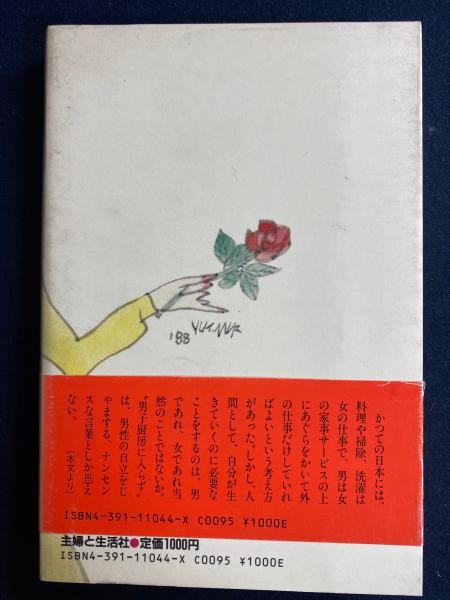 '88
かつての日本には、
料理や掃除、洗濯は
女の仕事で、男は女
の家事サービスの上
にあぐらをかいて外
の仕事だけしていれ
ばよいという考え方
があった。しかし、人
間として、自分が生
きていくのに必要な
ことをするのは、男
であれ、女であれ当
然のことではないか。
〝男子厨房に入らず〟
は、男性の自立をじ
ゃまする、ナンセン
スな言葉としか思え
ない。
(本文より)
ISBN4-391-11044-X C0095 ¥1000E
主婦と生活社●定価1000円
ISBN4-391-11044-X C0095 ¥1000E